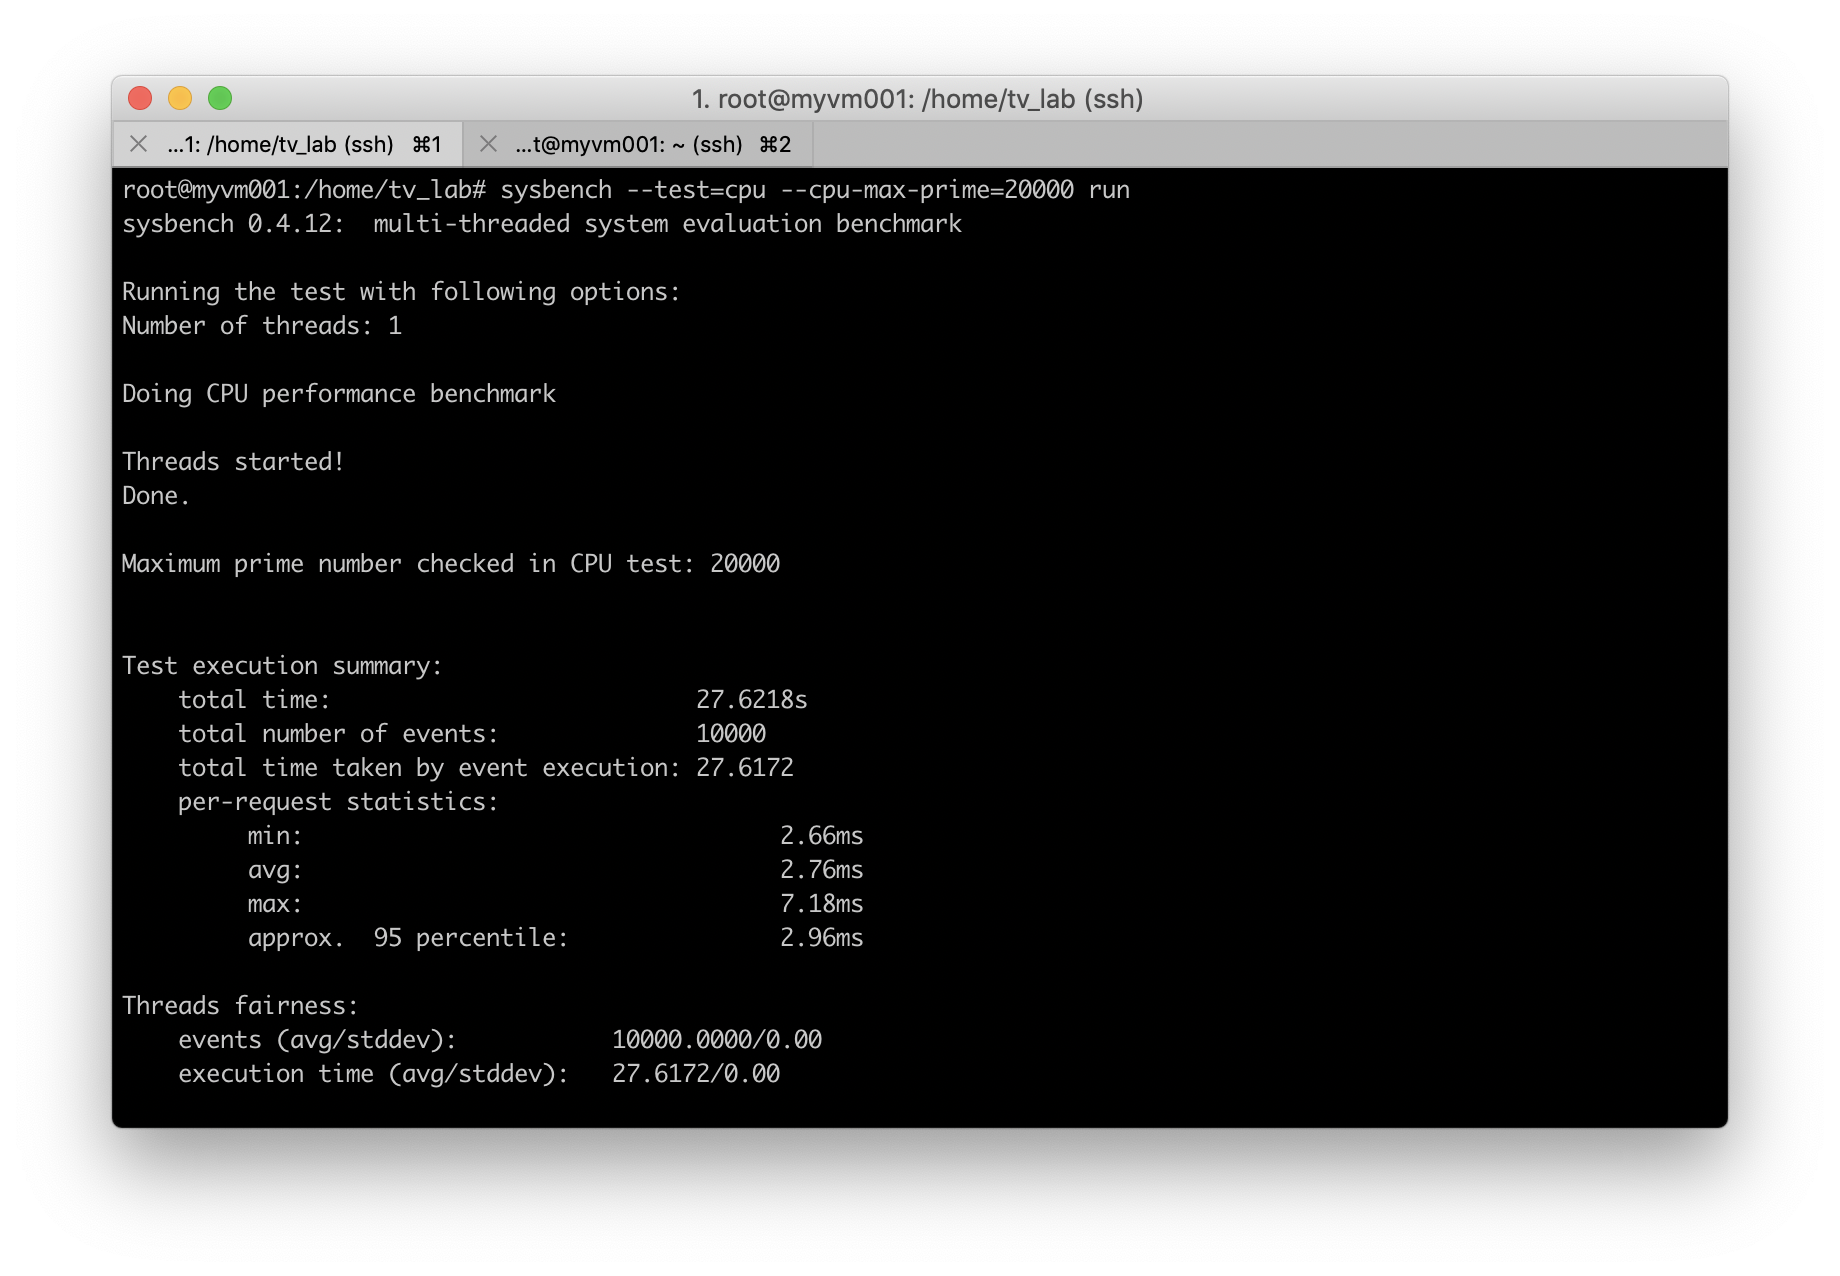 1. root@myvm001: /home/tv_lab (ssh)
...1: /home/tv_lab (ssh) ⌘1 ...t@myvm001: ~ (ssh) ⌘2
root@myvm001:/home/tv_lab# sysbench --test=cpu --cpu-max-prime=20000 run
sysbench 0.4.12:  multi-threaded system evaluation benchmark
Running the test with following options:
Number of threads: 1
Doing CPU performance benchmark
Threads started!
Done.
Maximum prime number checked in CPU test: 20000
Test execution summary:
    total time:                          27.6218s
    total number of events:              10000
    total time taken by event execution: 27.6172
    per-request statistics:
         min:                                  2.66ms
         avg:                                  2.76ms
         max:                                  7.18ms
         approx.  95 percentile:               2.96ms
Threads fairness:
    events (avg/stddev):           10000.0000/0.00
    execution time (avg/stddev):   27.6172/0.00